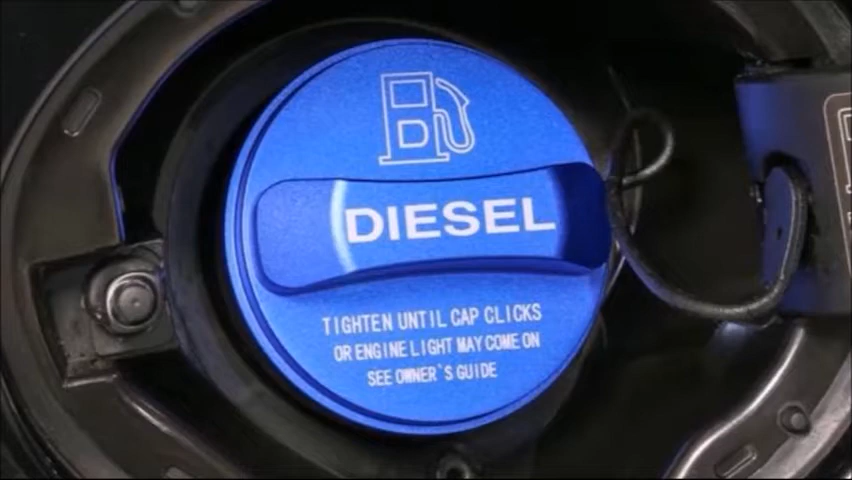 DIESEL
TIGHTEN UNTIL CAP CLICKS
OR ENGINE LIGHT MAY COME ON
SEE OWNER'S GUIDE